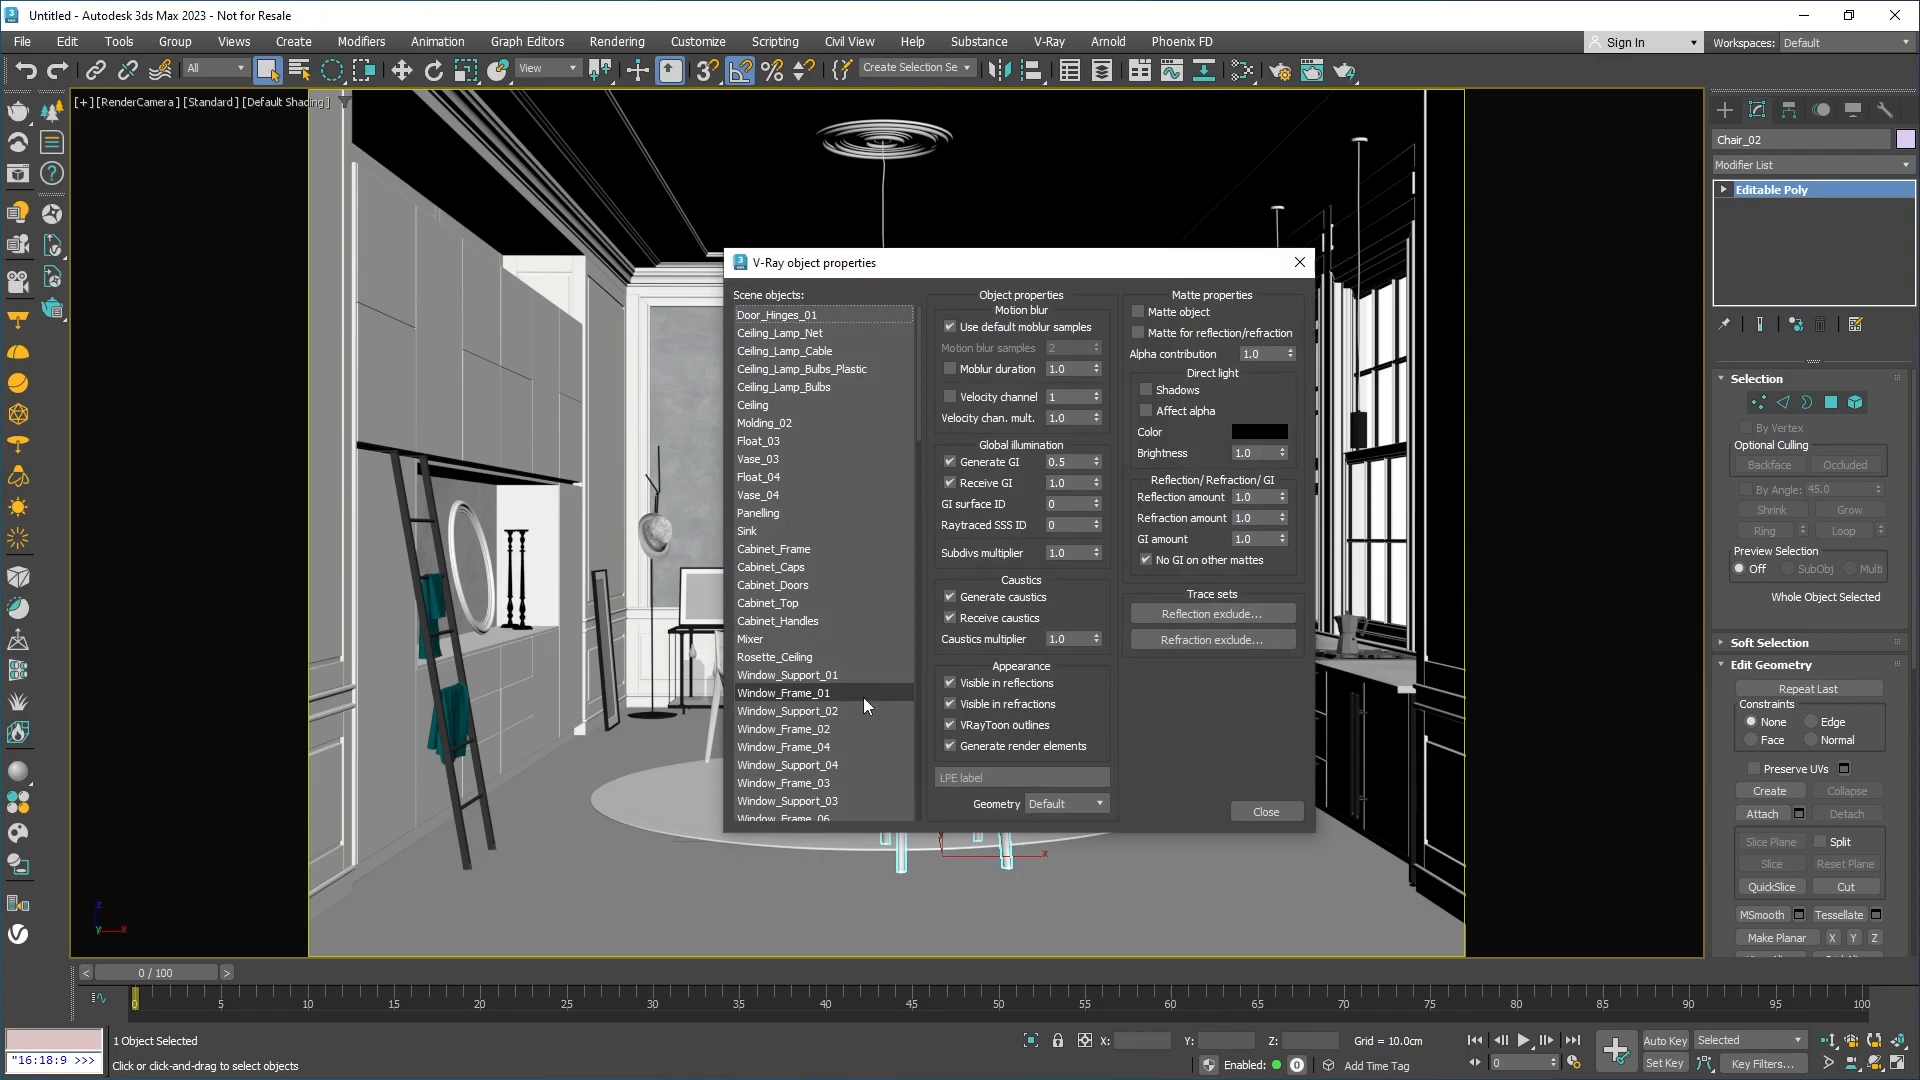 Untitled - Autodesk 3ds Max 2023 - Not for Resale
File Edit Tools Group Views Create Modifiers Animation Graph Editors Rendering Customize Scripting Civil View Help Substance V-Ray Arnold Phoenix FD
Sign In
Workspaces: Default
All
View
Create Selection Se
[+] [RenderCamera] [Standard] [Default Shading]
Chair_02
Modifier List
Editable Poly
V-Ray object properties
Scene objects:
Door_Hinges_01
Ceiling_Lamp_Net
Ceiling_Lamp_Cable
Ceiling_Lamp_Bulbs_Plastic
Ceiling_Lamp_Bulbs
Ceiling
Molding_02
Float_03
Vase_03
Float_04
Vase_04
Panelling
Sink
Cabinet_Frame
Cabinet_Caps
Cabinet_Doors
Cabinet_Top
Cabinet_Handles
Mixer
Rosette_Ceiling
Window_Support_01
Window_Frame_01
Window_Support_02
Window_Frame_02
Window_Frame_04
Window_Support_04
Window_Frame_03
Window_Support_03
Window_Frame_06
Object properties
Motion blur
Use default moblur samples
Motion blur samples 2
Moblur duration 1.0
Velocity channel 1
Velocity chan. mult. 1.0
Global illumination
Generate GI 0.5
Receive GI 1.0
GI surface ID 0
Raytraced SSS ID 0
Subdivs multiplier 1.0
Caustics
Generate caustics
Receive caustics
Caustics multiplier 1.0
Appearance
Visible in reflections
Visible in refractions
VRayToon outlines
Generate render elements
LPE label
Geometry Default
Matte properties
Matte object
Matte for reflection/refraction
Alpha contribution 1.0
Direct light
Shadows
Affect alpha
Color
Brightness 1.0
Reflection/ Refraction/ GI
Reflection amount 1.0
Refraction amount 1.0
GI amount 1.0
No GI on other mattes
Trace sets
Reflection exclude...
Refraction exclude...
Close
Selection
By Vertex
Optional Culling
Backface Occluded
By Angle: 45.0
Shrink Grow
Ring Loop
Preview Selection
Off SubObj Multi
Whole Object Selected
Soft Selection
Edit Geometry
Repeat Last
Constraints
None Edge
Face Normal
Preserve UVs
Create Collapse
Attach Detach
Slice Plane Split
Slice Reset Plane
QuickSlice Cut
MSmooth Tessellate
Make Planar X Y Z
z
y x
x
< 0 / 100 >
0 5 10 15 20 25 30 35 40 45 50 55 60 65 70 75 80 85 90 95 100
"16:18:9 >>>
1 Object Selected
Click or click-and-drag to select objects
X: Y: Z: Grid = 10.0cm
Enabled: 0 Add Time Tag
0
Auto Key Selected
Set Key Key Filters...